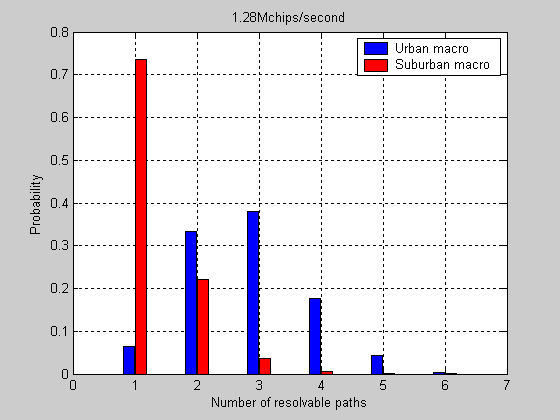 1.28Mchips/second
Urban macro
Suburban macro
Probability
0.8
0.7
0.6
0.5
0.4
0.3
0.2
0.1
0
0 1 2 3 4 5 6 7
Number of resolvable paths